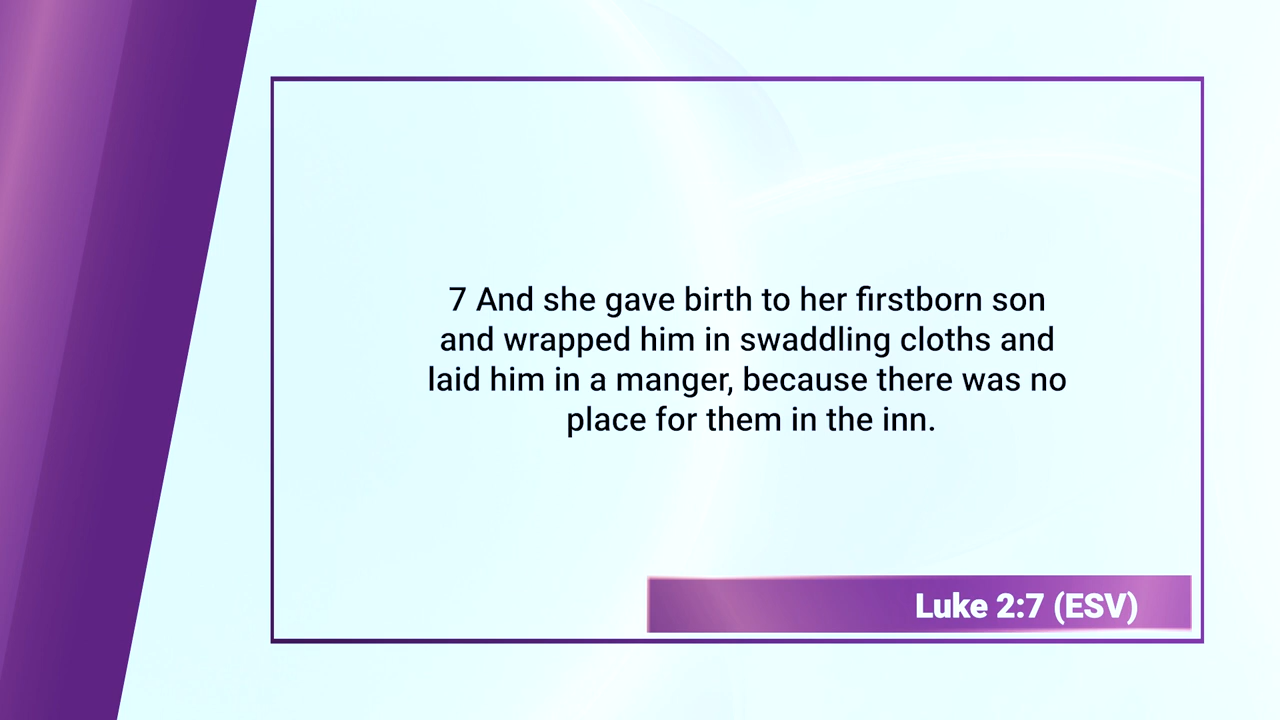 7 And she gave birth to her firstborn son
and wrapped him in swaddling cloths and
laid him in a manger, because there was no
place for them in the inn.
Luke 2:7 (ESV)